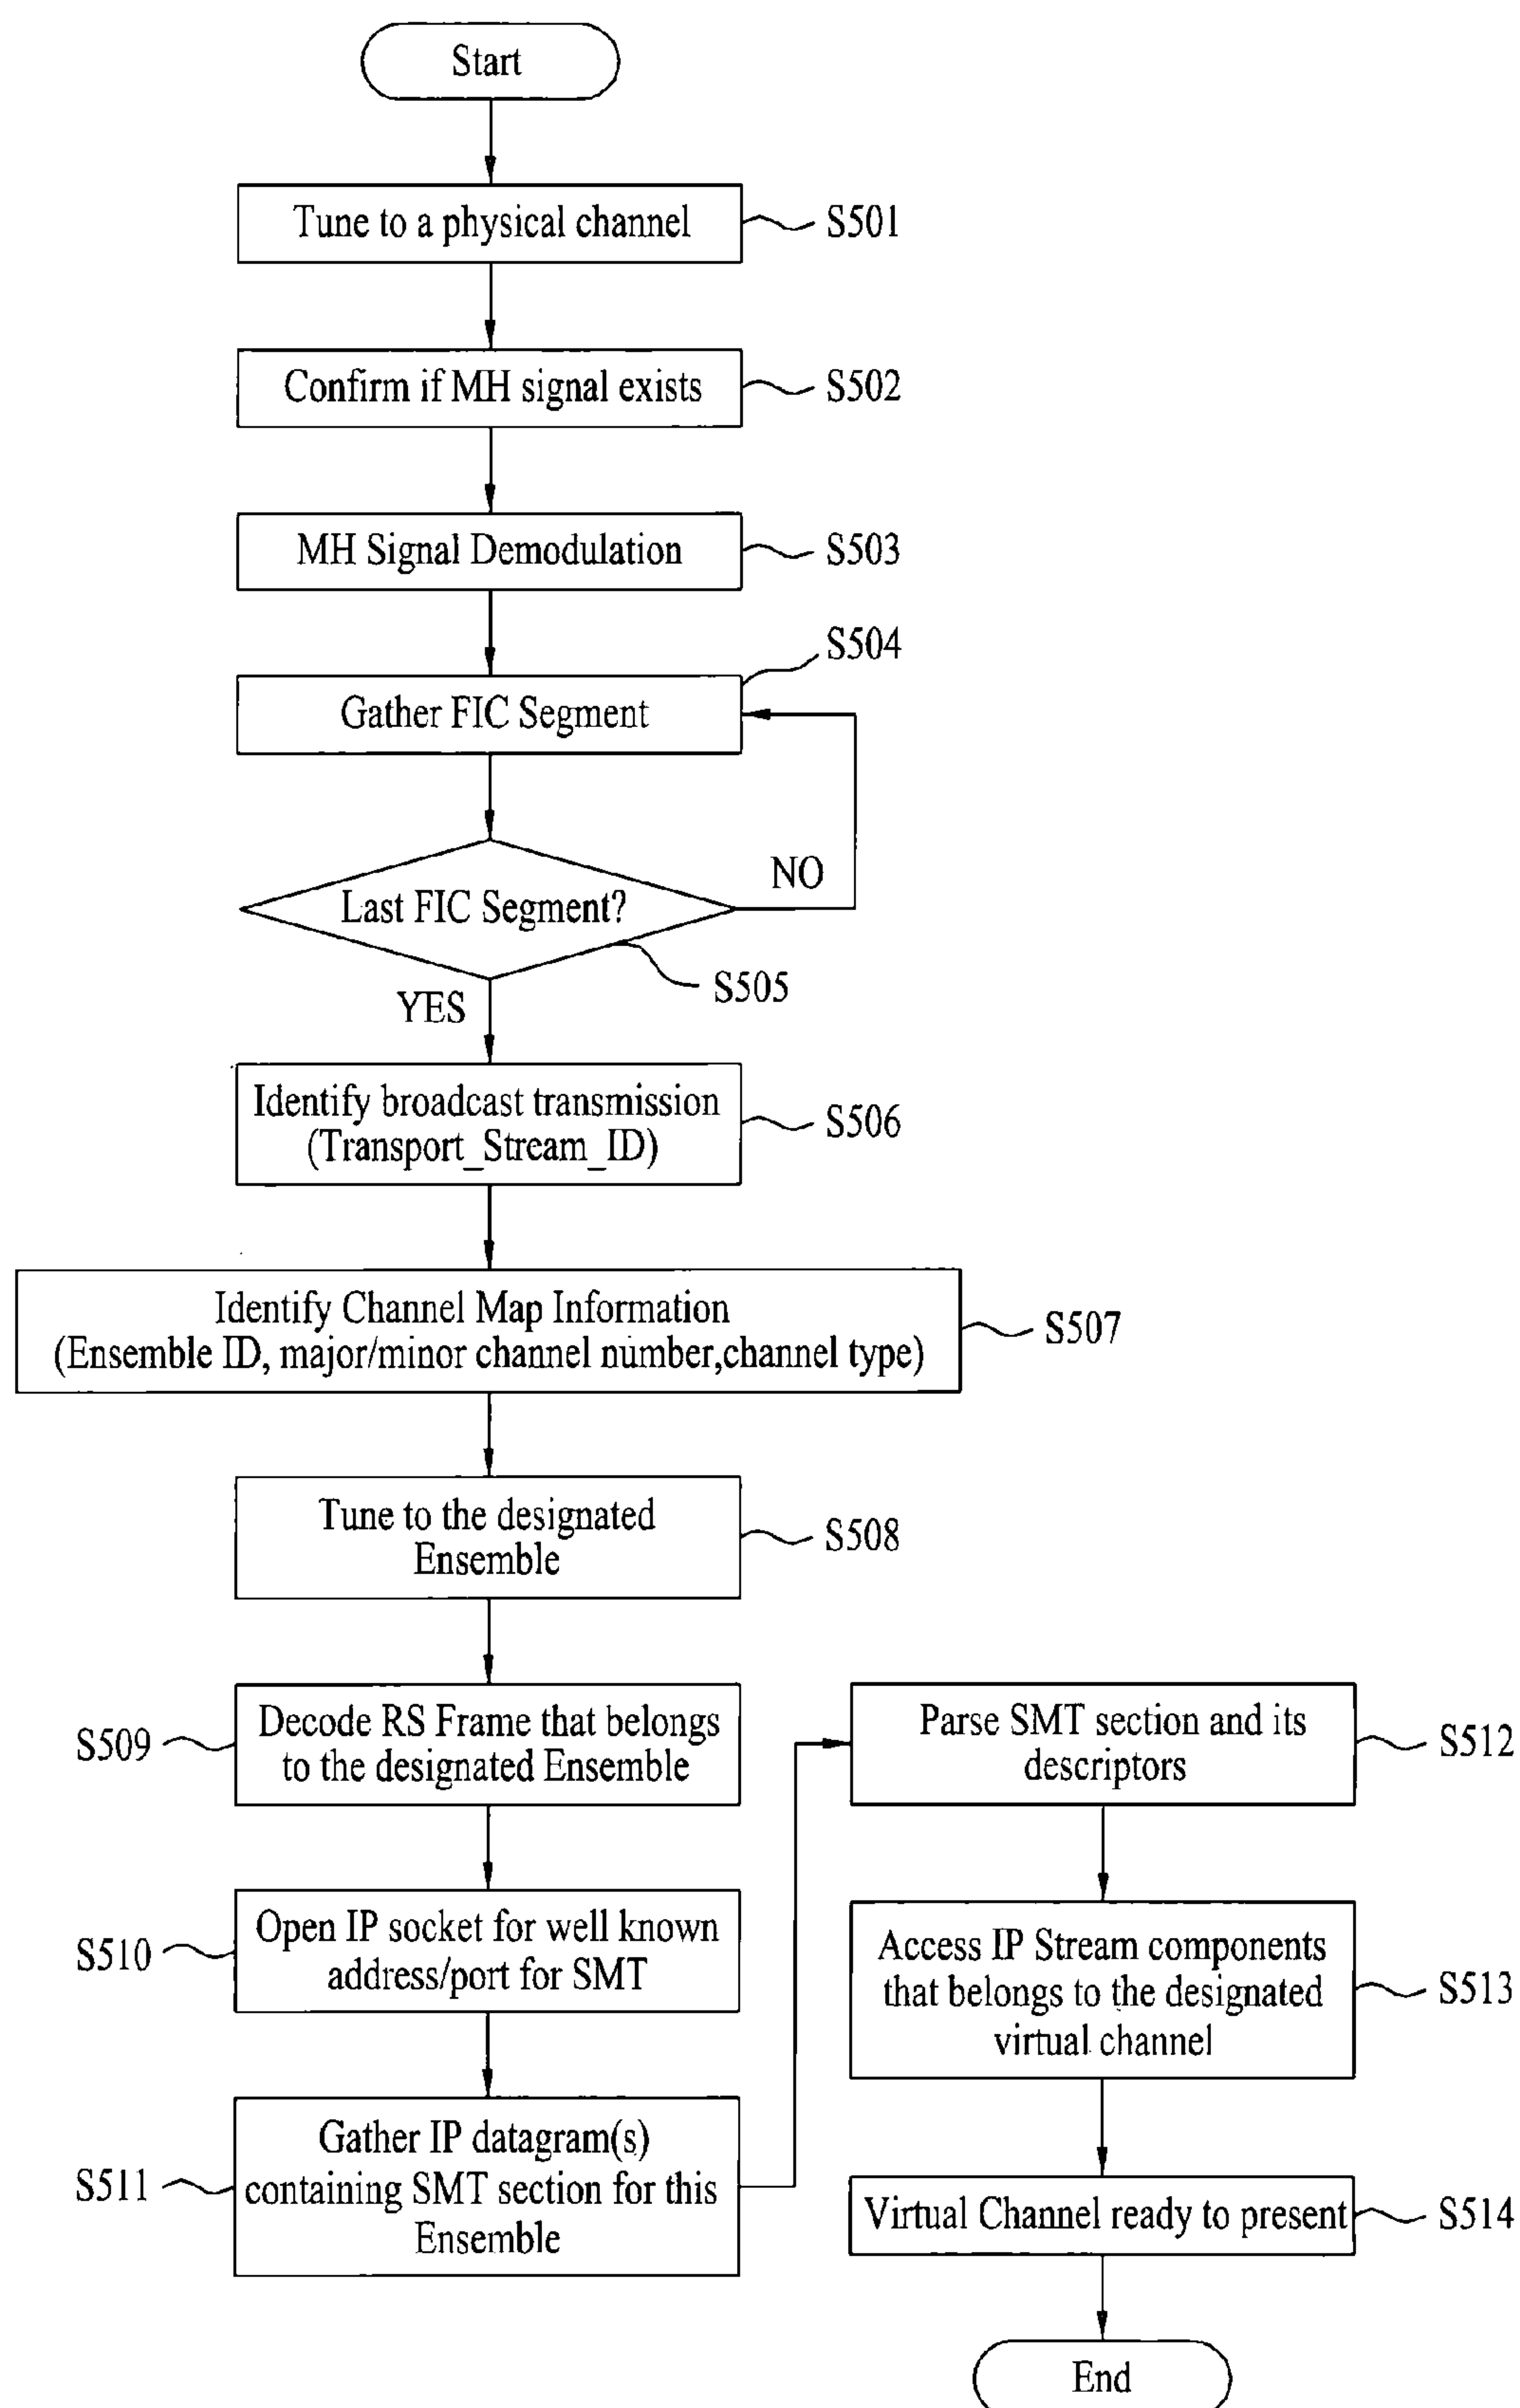 Start
Tune to a physical channel
S501
Confirm if MH signal exists
S502
MH Signal Demodulation
S503
S504
Gather FIC Segment
NO
Last FIC Segment?
S505
YES
Identify broadcast transmission
(Transport_Stream_ID)
S506
Identify Channel Map Information
(Ensemble ID, major/minor channel number,channel type)
S507
Tune to the designated
Ensemble
S508
S509
Decode RS Frame that belongs
to the designated Ensemble
S510
Open IP socket for well known
address/port for SMT
S511
Gather IP datagram(s)
containing SMT section for this
Ensemble
Parse SMT section and its
descriptors
S512
Access IP Stream components
that belongs to the designated
virtual channel
S513
Virtual Channel ready to present
S514
End